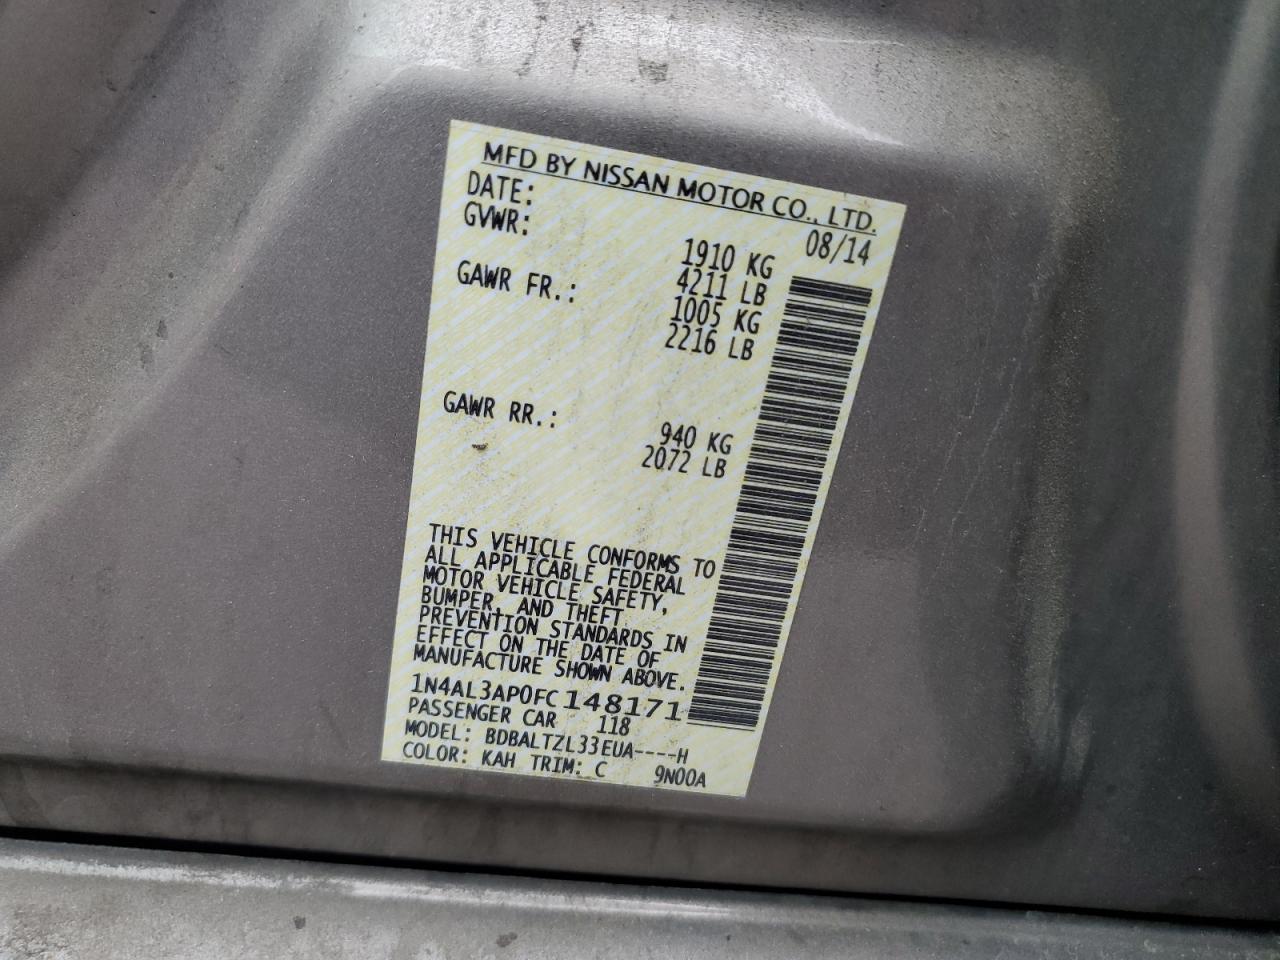 MFD BY NISSAN MOTOR CO., LTD.
DATE: 08/14
GVWR: 1910 KG
4211 LB
GAWR FR.: 1005 KG
2216 LB
GAWR RR.: 940 KG
2072 LB
THIS VEHICLE CONFORMS TO
ALL APPLICABLE FEDERAL
MOTOR VEHICLE SAFETY,
BUMPER, AND THEFT
PREVENTION STANDARDS IN
EFFECT ON THE DATE OF
MANUFACTURE SHOWN ABOVE.
1N4AL3AP0FC148171
PASSENGER CAR 118
MODEL: BDBALTZL33EUA----H
COLOR: KAH TRIM: C 9N00A